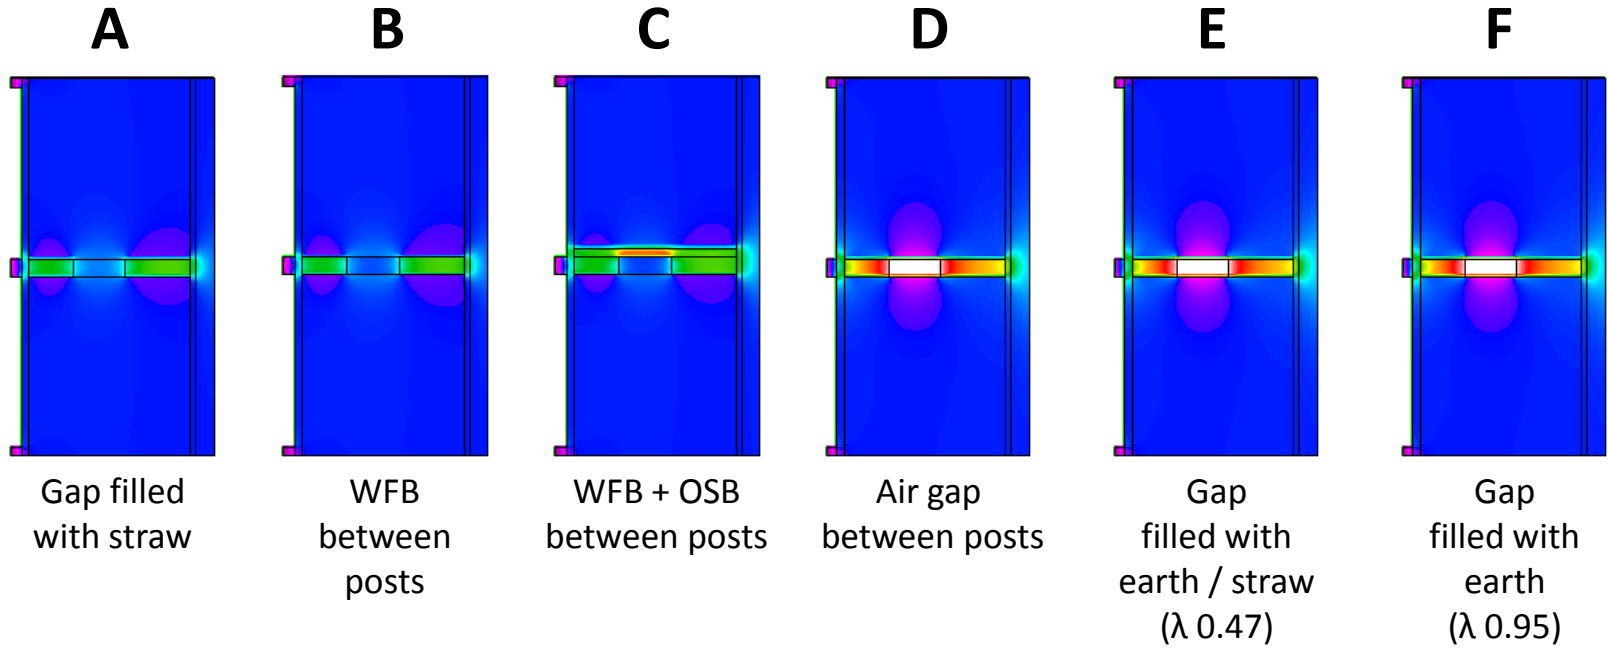 A
B
C
D
E
F
Gap filled
with straw
WFB
between
posts
WFB + OSB
between posts
Air gap
between posts
Gap
filled with
earth / straw
(λ 0.47)
Gap
filled with
earth
(λ 0.95)